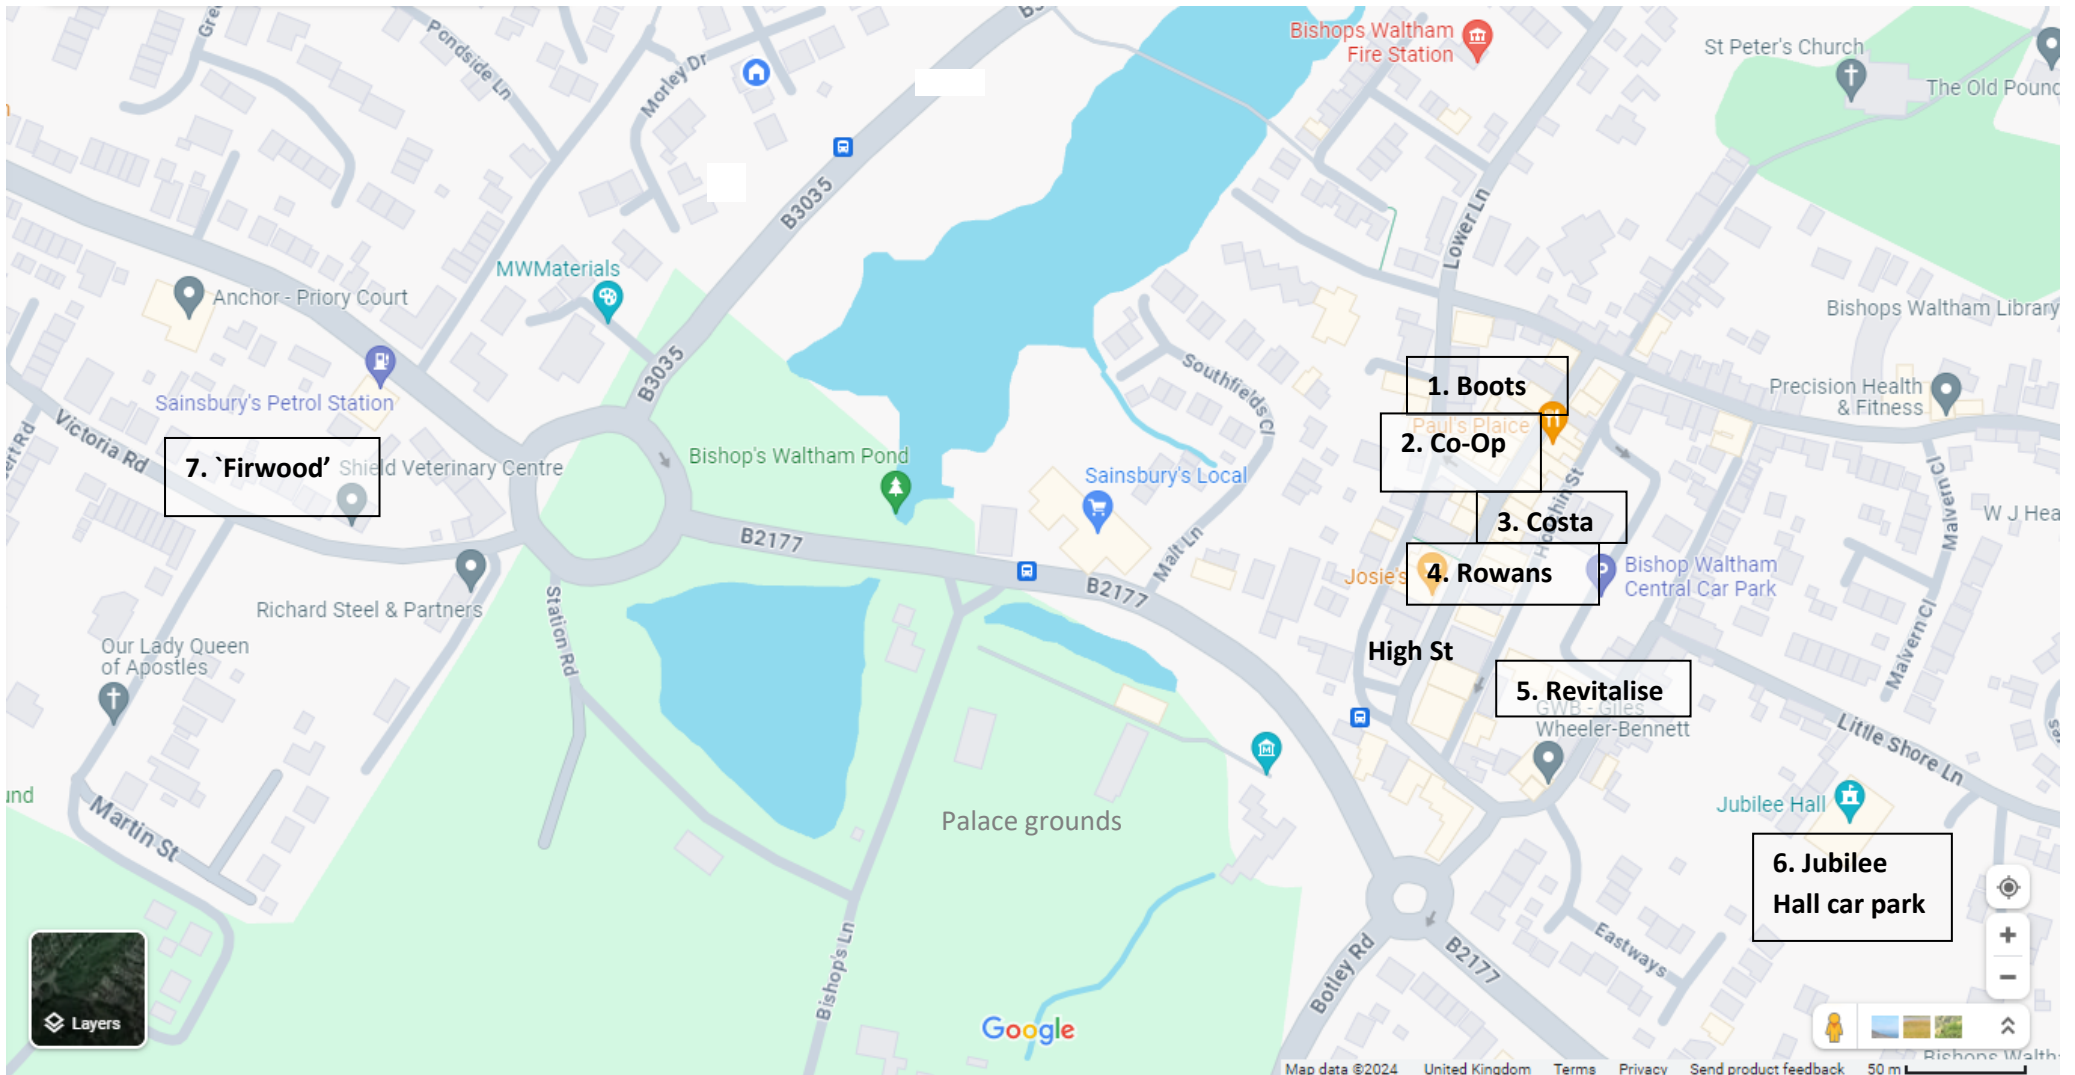 Gre
Pondside Ln
Morley Dr
B3035
Bishops Waltham
Fire Station
St Peter's Church
The Old Pound
Lower Ln
MWMaterials
Anchor - Priory Court
B3035
Sainsbury's Petrol Station
Victoria Rd
7. `Firwood'
Shield Veterinary Centre
Bishop's Waltham Pond
Sainsbury's Local
Southfields Cl
Malt Ln
Bishops Waltham Library
Precision Health
& Fitness
1. Boots
Paul's Plaice
2. Co-Op
3. Costa
Houchin St
Josie's
4. Rowans
Bishop Waltham
Central Car Park
W J Hea
Malvern Cl
Malvern Cl
B2177
B2177
Richard Steel & Partners
Station Rd
Our Lady Queen
of Apostles
High St
5. Revitalise
GWB - Giles
Wheeler-Bennett
Little Shore Ln
Jubilee Hall
6. Jubilee
Hall car park
und
Martin St
Palace grounds
Bishop's Ln
Botley Rd
B2177
Eastways
Layers
Google
Bishops Walth
Map data ©2024 United Kingdom Terms Privacy Send product feedback 50 m